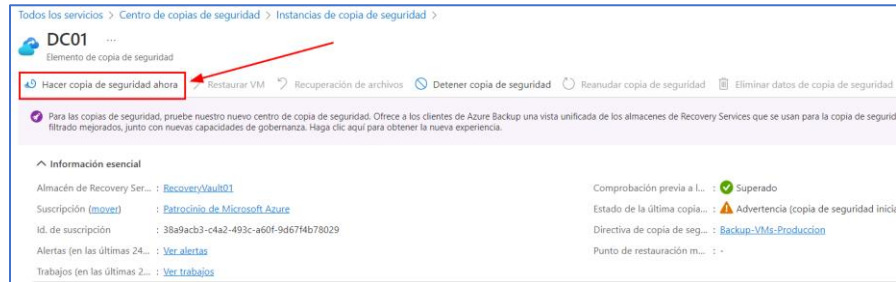 Todos los servicios > Centro de copias de seguridad > Instancias de copia de seguridad >
DC01 ...
Elemento de copia de seguridad
Hacer copia de seguridad ahora Restaurar VM Recuperación de archivos Detener copia de seguridad Reanudar copia de seguridad Eliminar datos de copia de seguridad
Para las copias de seguridad, pruebe nuestro nuevo centro de copia de seguridad. Ofrece a los clientes de Azure Backup una vista unificada de los almacenes de Recovery Services que se usan para la copia de segurid
filtrado mejorados, junto con nuevas capacidades de gobernanza. Haga clic aquí para obtener la nueva experiencia.
Información esencial
Almacén de Recovery Ser... : RecoveryVault01
Comprobación previa a l... : Superado
Suscripción (mover) : Patrocinio de Microsoft Azure
Estado de la última copia... : Advertencia (copia de seguridad inicia
Id. de suscripción : 38a9acb3-c4a2-493c-a60f-9d67f4b78029
Directiva de copia de seg... : Backup-VMs-Produccion
Alertas (en las últimas 24... : Ver alertas
Punto de restauración m... : -
Trabajos (en las últimas 2... : Ver trabajos